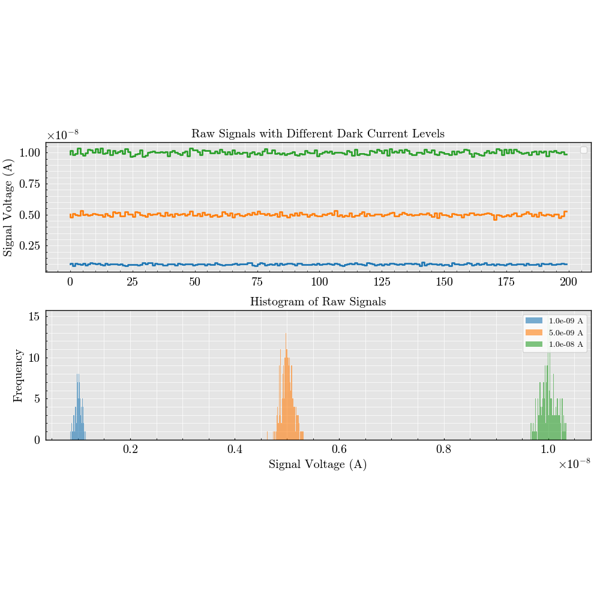 Raw Signals with Different Dark Current Levels
×10⁻⁸
Signal Voltage (A)
1.00
0.75
0.50
0.25
0 25 50 75 100 125 150 175 200
Histogram of Raw Signals
Frequency
15
10
5
0
1.0e-09 A
5.0e-09 A
1.0e-08 A
0.2 0.4 0.6 0.8 1.0
Signal Voltage (A)
×10⁻⁸